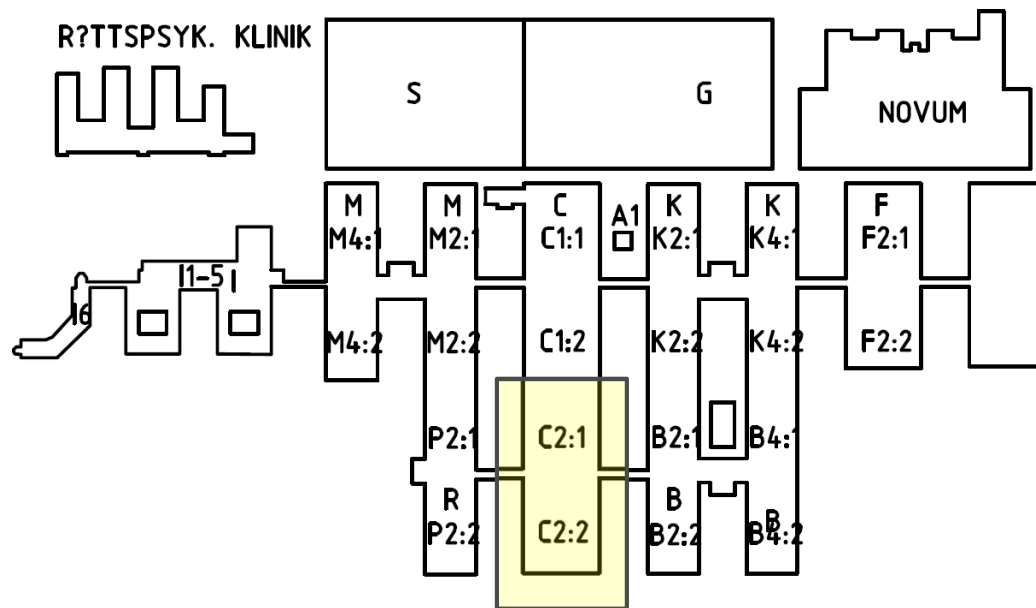 R?TTSPSYK. KLINIK
S
G
NOVUM
M
M
C
A1
K
K
F
M4:1
M2:1
C1:1
K2:1
K4:1
F2:1
I1-5 I
I6
M4:2
M2:2
C1:2
K2:2
K4:2
F2:2
P2:1
C2:1
B2:1
B4:1
R
B
B
P2:2
C2:2
B2:2
B4:2